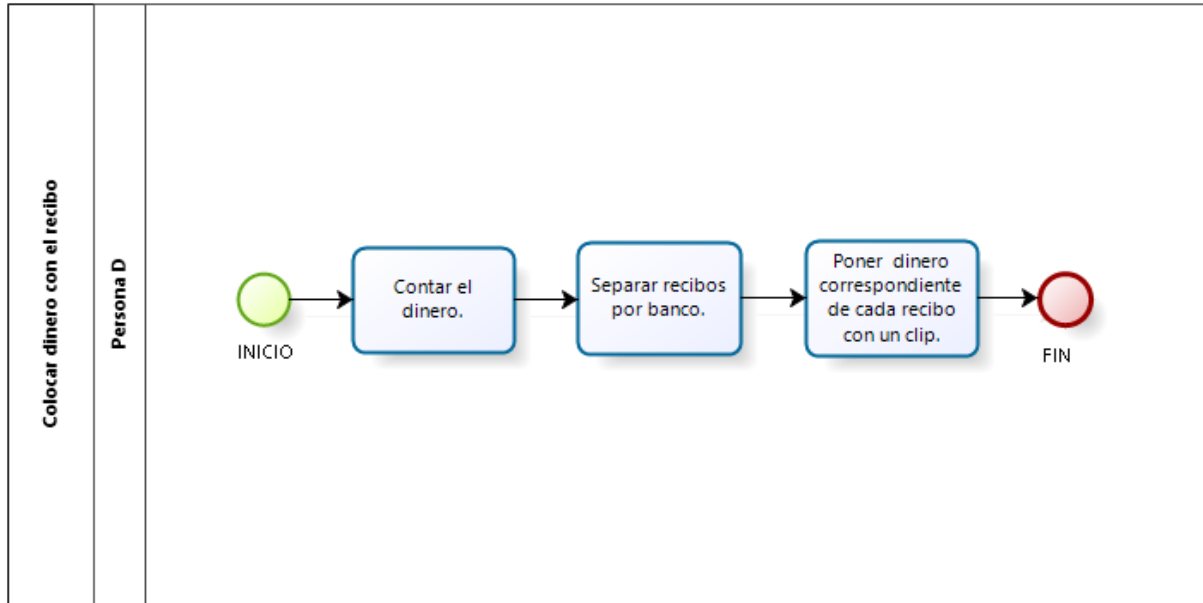 Colocar dinero con el recibo
Persona D
INICIO
Contar el
dinero.
Separar recibos
por banco.
Poner dinero
correspondiente
de cada recibo
con un clip.
FIN